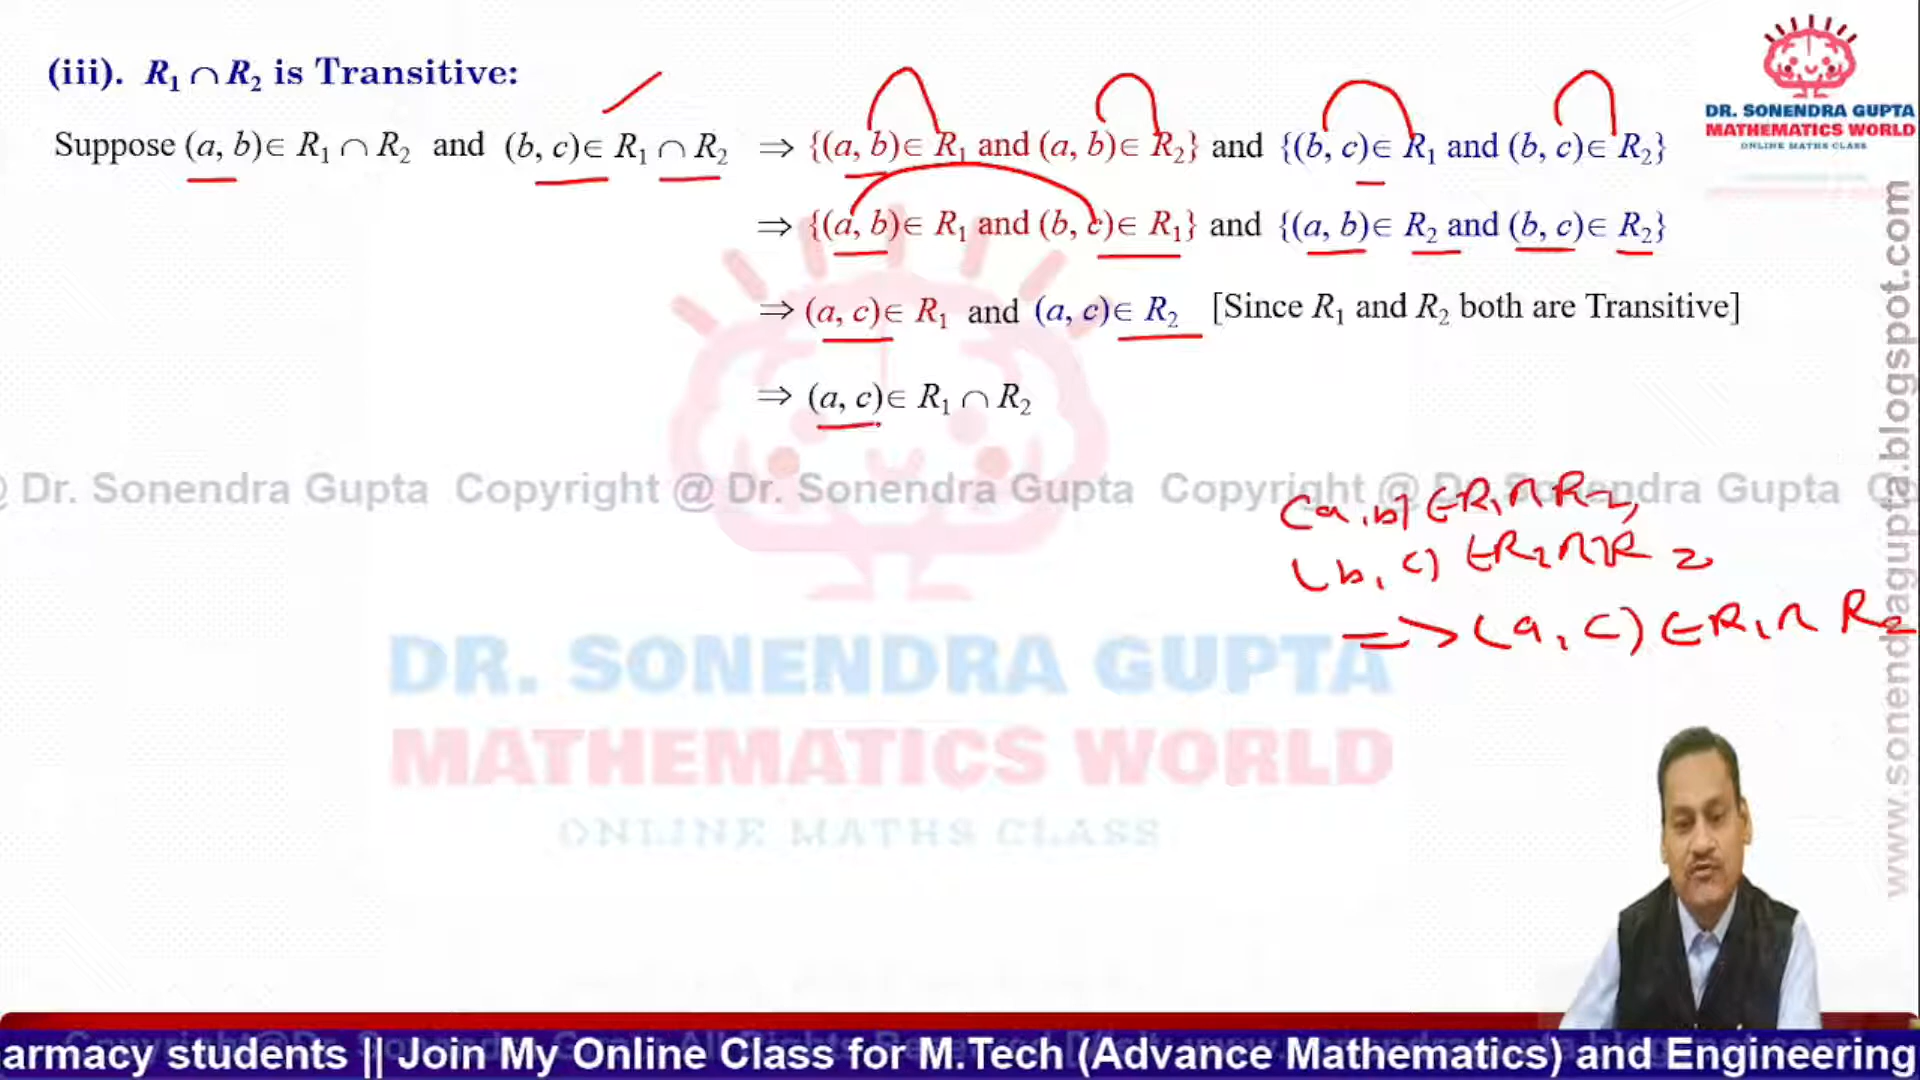 (iii). R₁ ∩ R₂ is Transitive:
DR. SONENDRA GUPTA
MATHEMATICS WORLD
ONLINE MATHS CLASS
Suppose (a, b)∈ R₁ ∩ R₂ and (b, c)∈ R₁ ∩ R₂ ⇒ {(a, b)∈ R₁ and (a, b)∈ R₂} and {(b, c)∈ R₁ and (b, c)∈ R₂}
⇒ {(a, b)∈ R₁ and (b, c)∈ R₁} and {(a, b)∈ R₂ and (b, c)∈ R₂}
⇒ (a, c)∈ R₁ and (a, c)∈ R₂ [Since R₁ and R₂ both are Transitive]
⇒ (a, c)∈ R₁ ∩ R₂
@ Dr. Sonendra Gupta Copyright @ Dr. Sonendra Gupta Copyright @ Dr. Sonendra Gupta
(a, b) ∈ R₁ ∩ R₂,
(b, c) ∈
⇒ (a, c) ∈ R₁ ∩ R₂
DR. SONENDRA GUPTA
MATHEMATICS WORLD
ONLINE MATHS CLASS
www.sonendragupta.blogspot.com
armacy students || Join My Online Class for M.Tech (Advance Mathematics) and Engineering